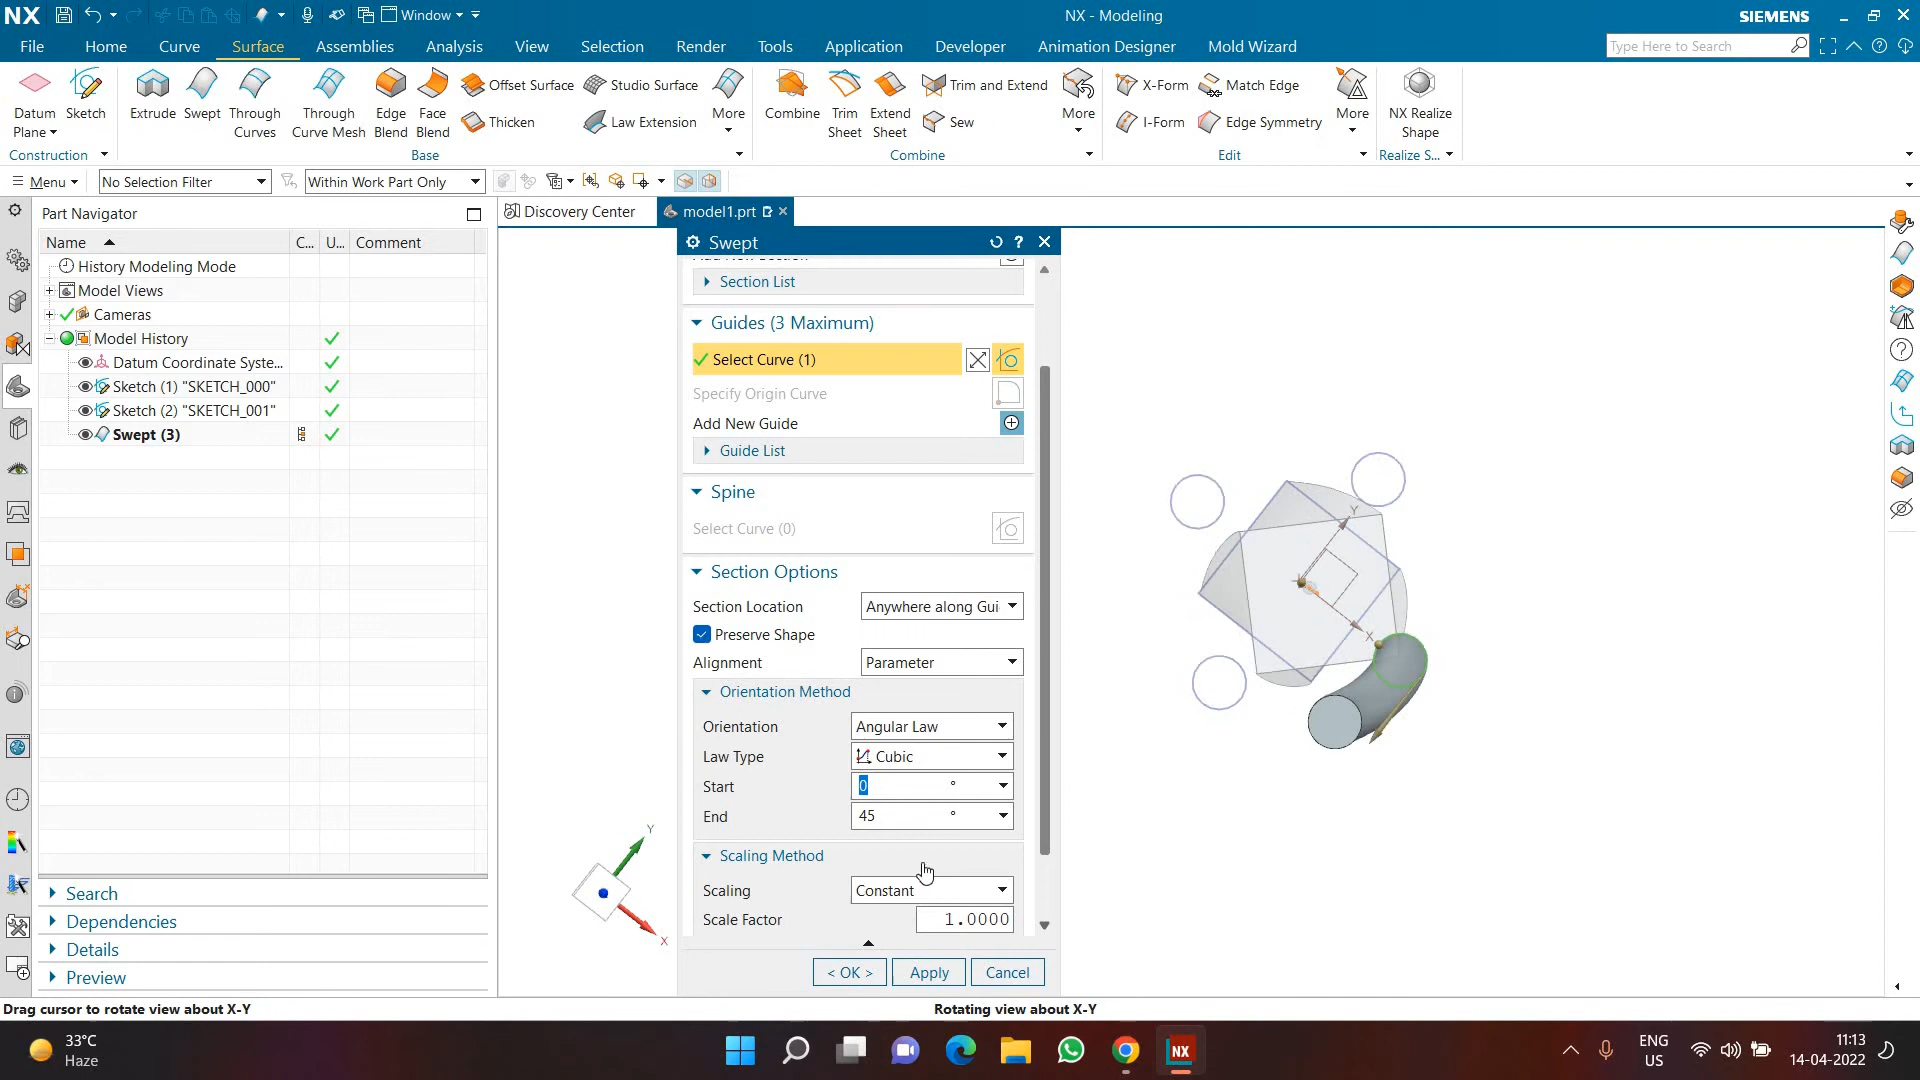 NX
Window
NX - Modeling
SIEMENS
File
Home
Curve
Surface
Assemblies
Analysis
View
Selection
Render
Tools
Application
Developer
Animation Designer
Mold Wizard
Type Here to Search
Datum Plane
Sketch
Extrude
Swept
Through Curves
Through Curve Mesh
Edge Blend
Face Blend
Offset Surface
Thicken
Studio Surface
Law Extension
More
Combine
Trim Sheet
Extend Sheet
Trim and Extend
Sew
More
X-Form
I-Form
Match Edge
Edge Symmetry
More
NX Realize Shape
Construction
Base
Combine
Edit
Realize S...
Menu
No Selection Filter
Within Work Part Only
Part Navigator
Name
C...
U...
Comment
History Modeling Mode
Model Views
Cameras
Model History
Datum Coordinate Syste...
Sketch (1) "SKETCH_000"
Sketch (2) "SKETCH_001"
Swept (3)
Search
Dependencies
Details
Preview
Discovery Center
model1.prt
Swept
Section List
Guides (3 Maximum)
Select Curve (1)
Specify Origin Curve
Add New Guide
Guide List
Spine
Select Curve (0)
Section Options
Section Location
Anywhere along Gui
Preserve Shape
Alignment
Parameter
Orientation Method
Orientation
Angular Law
Law Type
Cubic
Start
0 °
End
45 °
Scaling Method
Scaling
Constant
Scale Factor
1.0000
< OK >
Apply
Cancel
Y
X
Y
X
Drag cursor to rotate view about X-Y
Rotating view about X-Y
33°C
Haze
NX
ENG
US
11:13
14-04-2022